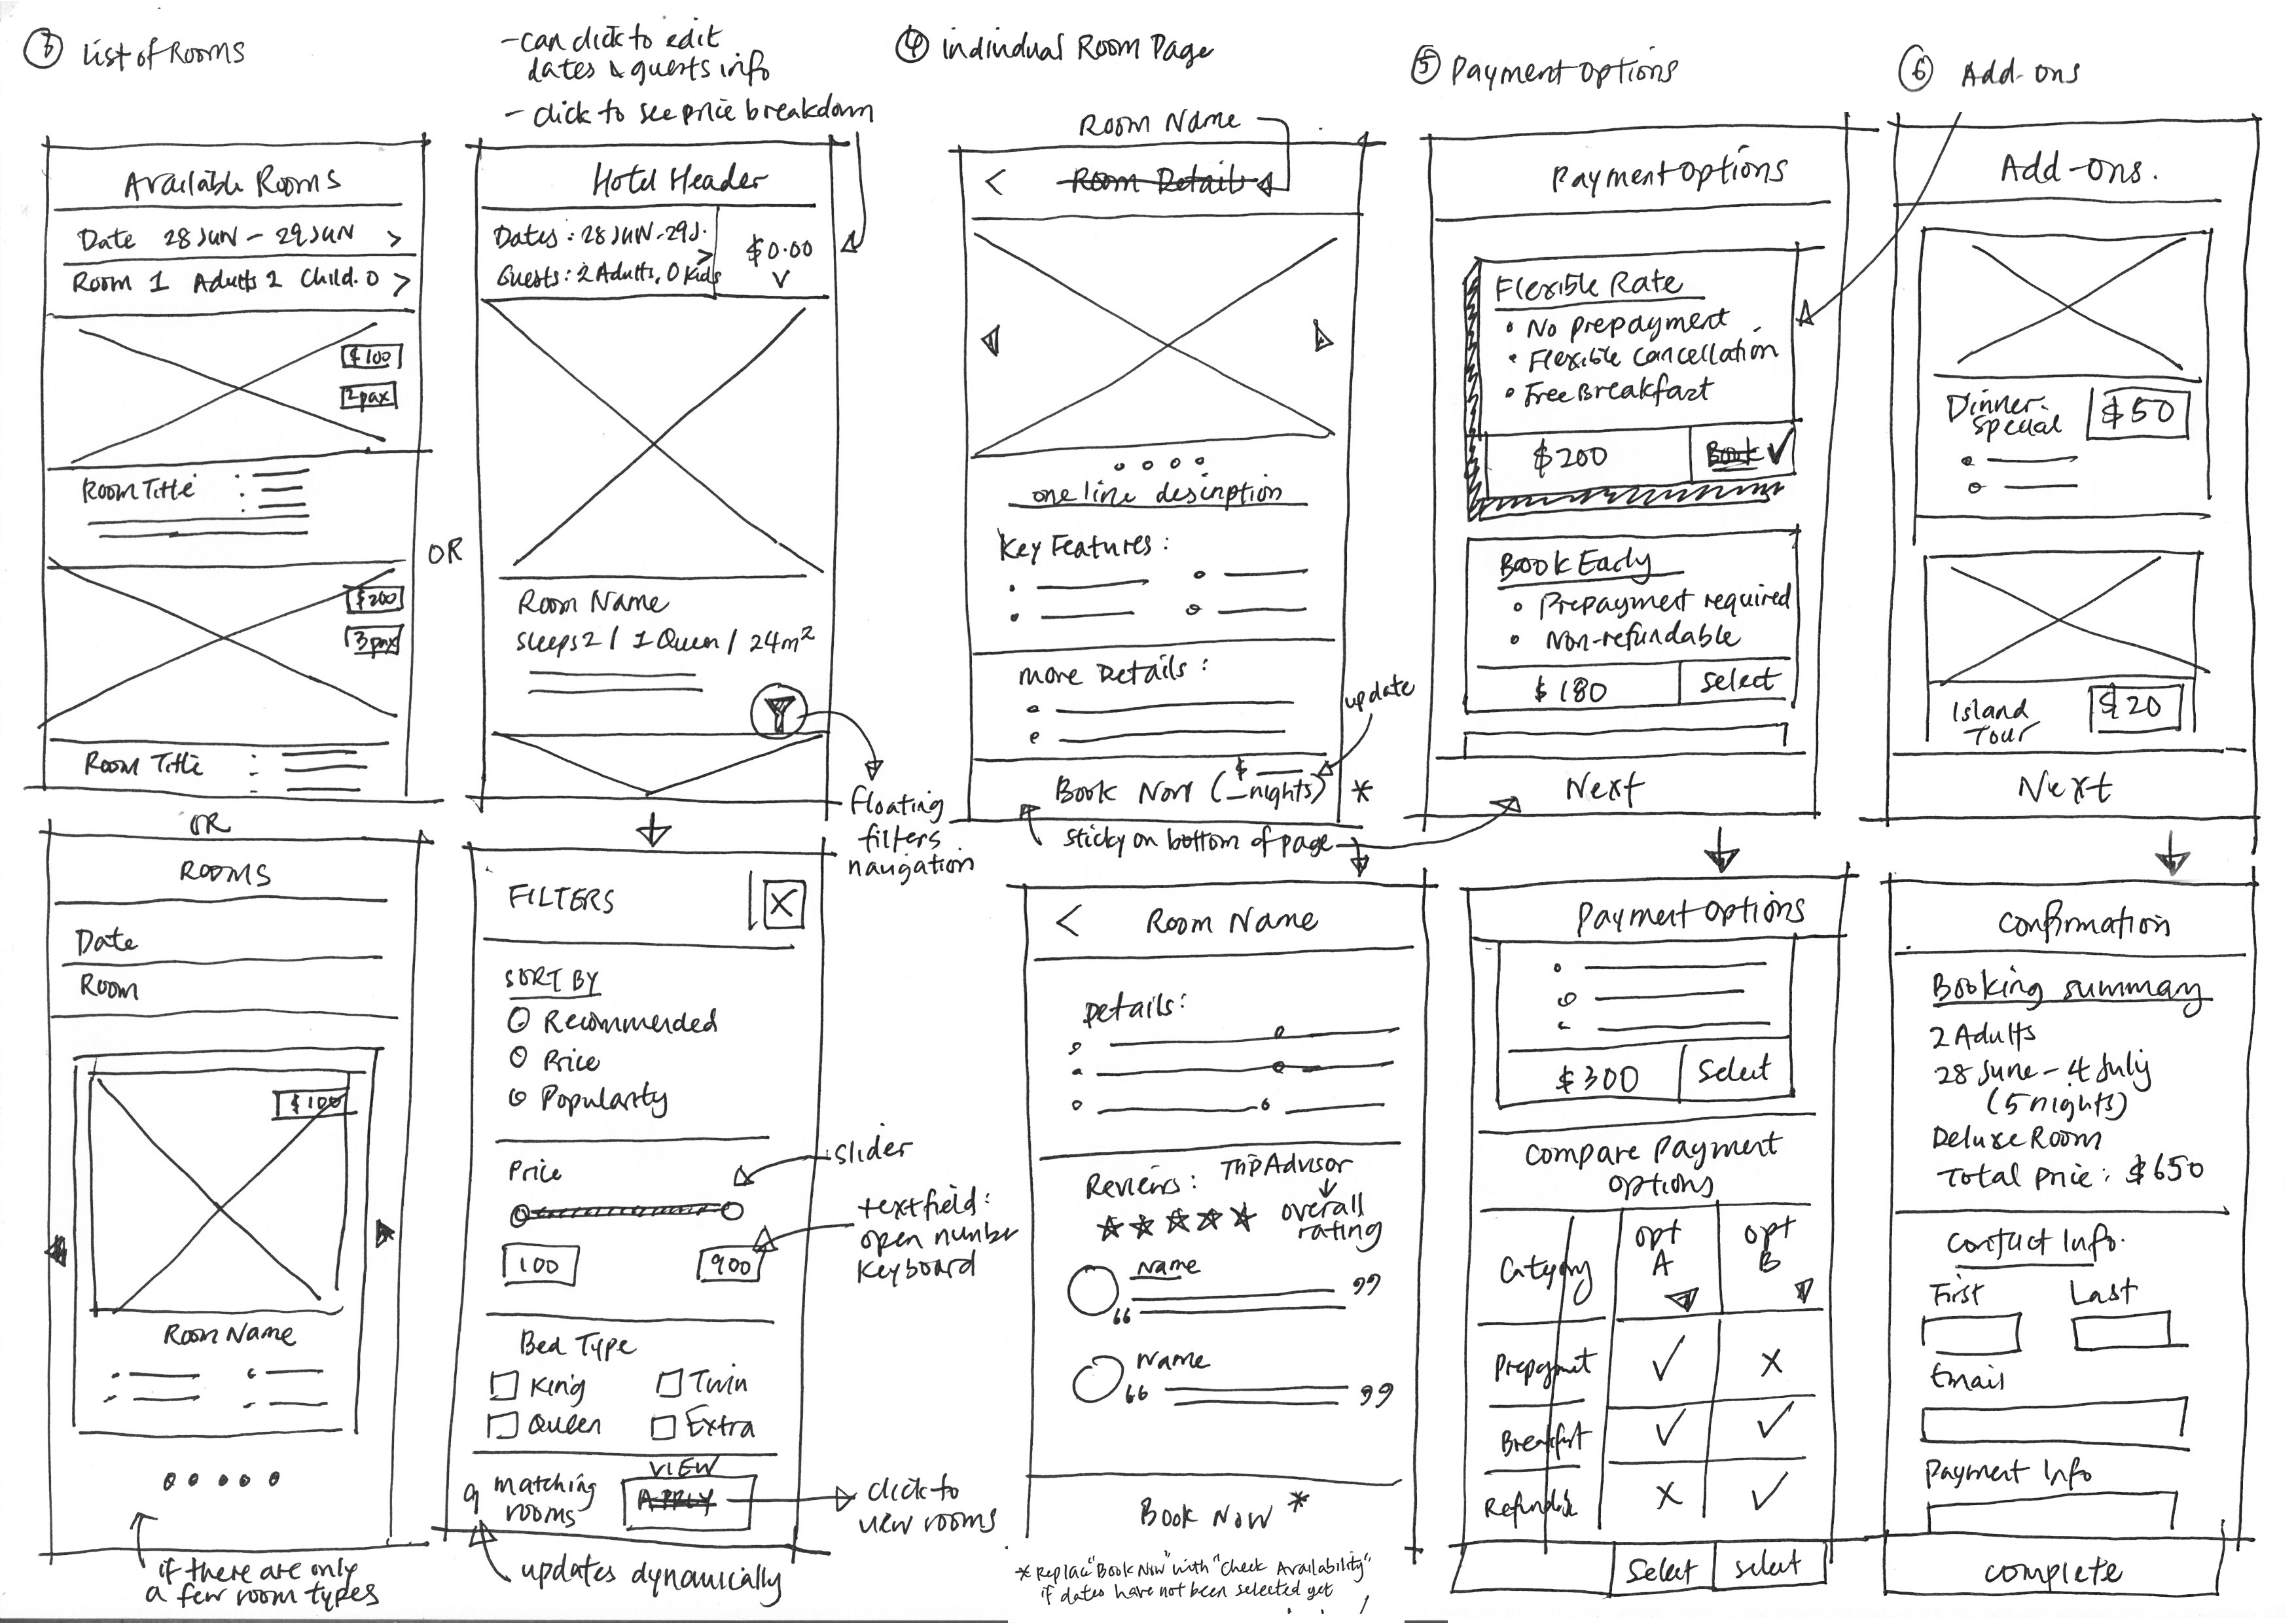 ③ List of Rooms
Available Rooms
Date 28 JUN - 29 JUN >
Room 1 Adults 2 Child. 0 >
$100
2pax
Room Title
$200
3pax
Room Title
OR
OR
ROOMS
Date
Room
$100
Room Name
if there are only
a few room types
- can click to edit
dates & guests info
- click to see price breakdown
Hotel Header
Dates: 28 JUN-29J. >
Guests: 2 Adults, 0 kids
$0.00
Room Name
Sleeps 2 / 1 Queen / 24m²
floating
filters
navigation
FILTERS X
SORT BY
Recommended
Price
Popularity
Price
slider
100
900
textfield:
open number
keyboard
Bed Type
King
Twin
Queen
Extra
9 matching
rooms
VIEW
APPLY
click to
view rooms
updates dynamically
④ individual Room Page
Room Name
< Room Details
one line description
Key Features:
more Details:
update
Book Now ($ __
_nights) *
sticky on bottom of page
< Room Name
Details:
Reviews: TripAdvisor
overall
rating
Name
Name
Book Now *
* Replace "Book Now" with "Check Availability"
if dates have not been selected yet
⑤ Payment Options
Payment Options
Flexible Rate
• No prepayment
• Flexible cancellation
• Free Breakfast
$200
Book ✓
Book Early
• Prepayment required
• Non-refundable
$180
Select
Next
Payment Options
$300
Select
Compare Payment
Options
Category
opt
A
opt
B
Prepaymet ✓ X
Breakfast ✓ ✓
Refundable X ✓
Select
Select
⑥ Add-ons
Add-ons.
Dinner
Special
$50
Island
Tour
$20
Next
Confirmation
Booking summary
2 Adults
28 June - 4 July
(5 nights)
Deluxe Room
Total Price: $650
Contact Info.
First
Last
Email
Payment Info
Complete